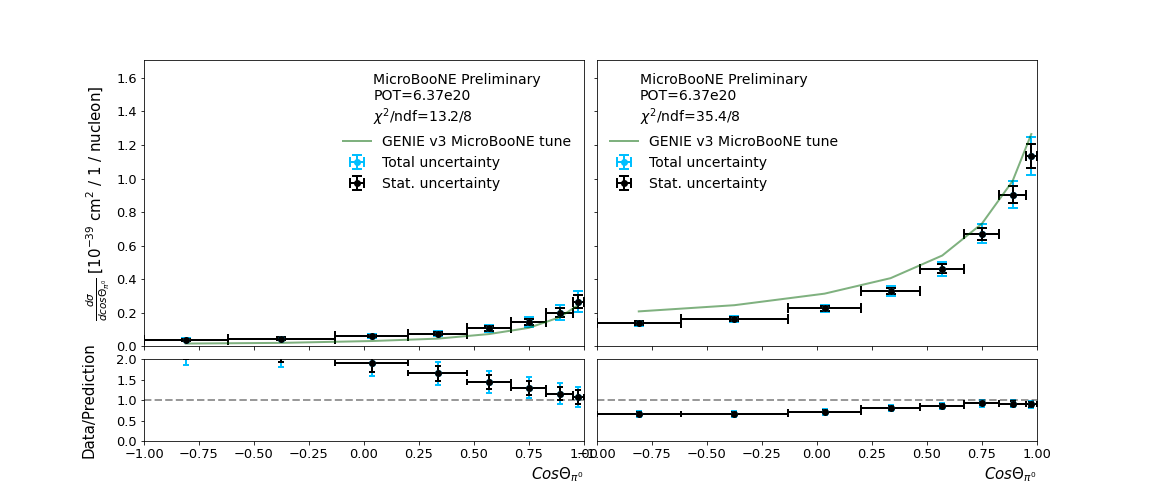 MicroBooNE Preliminary
POT=6.37e20
χ²/ndf=13.2/8
GENIE v3 MicroBooNE tune
Total uncertainty
Stat. uncertainty
MicroBooNE Preliminary
POT=6.37e20
χ²/ndf=35.4/8
GENIE v3 MicroBooNE tune
Total uncertainty
Stat. uncertainty
dσ/dcosΘ_π⁰ [10⁻³⁹ cm² / 1 / nucleon]
1.6
1.4
1.2
1.0
0.8
0.6
0.4
0.2
0.0
Data/Prediction
2.0
1.5
1.0
0.5
0.0
−1.00 −0.75 −0.50 −0.25 0.00 0.25 0.50 0.75 1.00
−1.00 −0.75 −0.50 −0.25 0.00 0.25 0.50 0.75 1.00
CosΘ_π⁰
CosΘ_π⁰